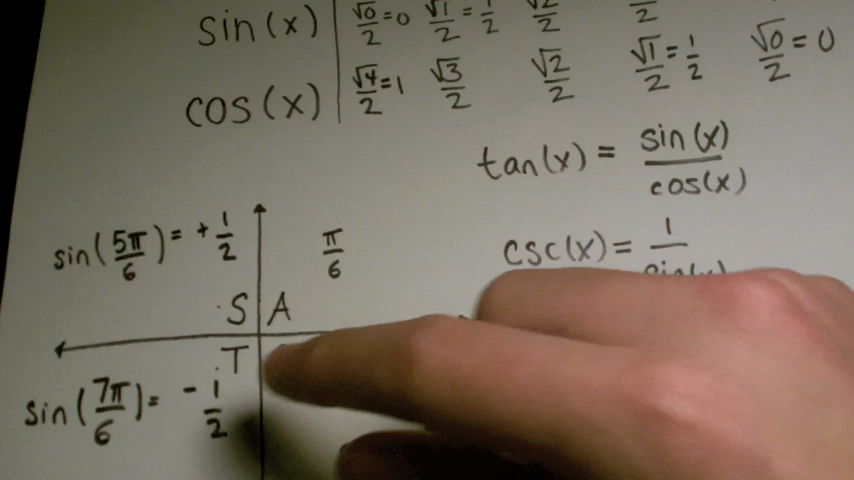 sin(x) √0/2=0 √1/2=1/2 √2/2
cos(x) √4/2=1 √3/2 √2/2 √1/2=1/2 √0/2=0
tan(x) = sin(x)/cos(x)
sin(5π/6)=+1/2 π/6
csc(x)= 1/sin(x)
S A
T
sin(7π/6)= -1/2